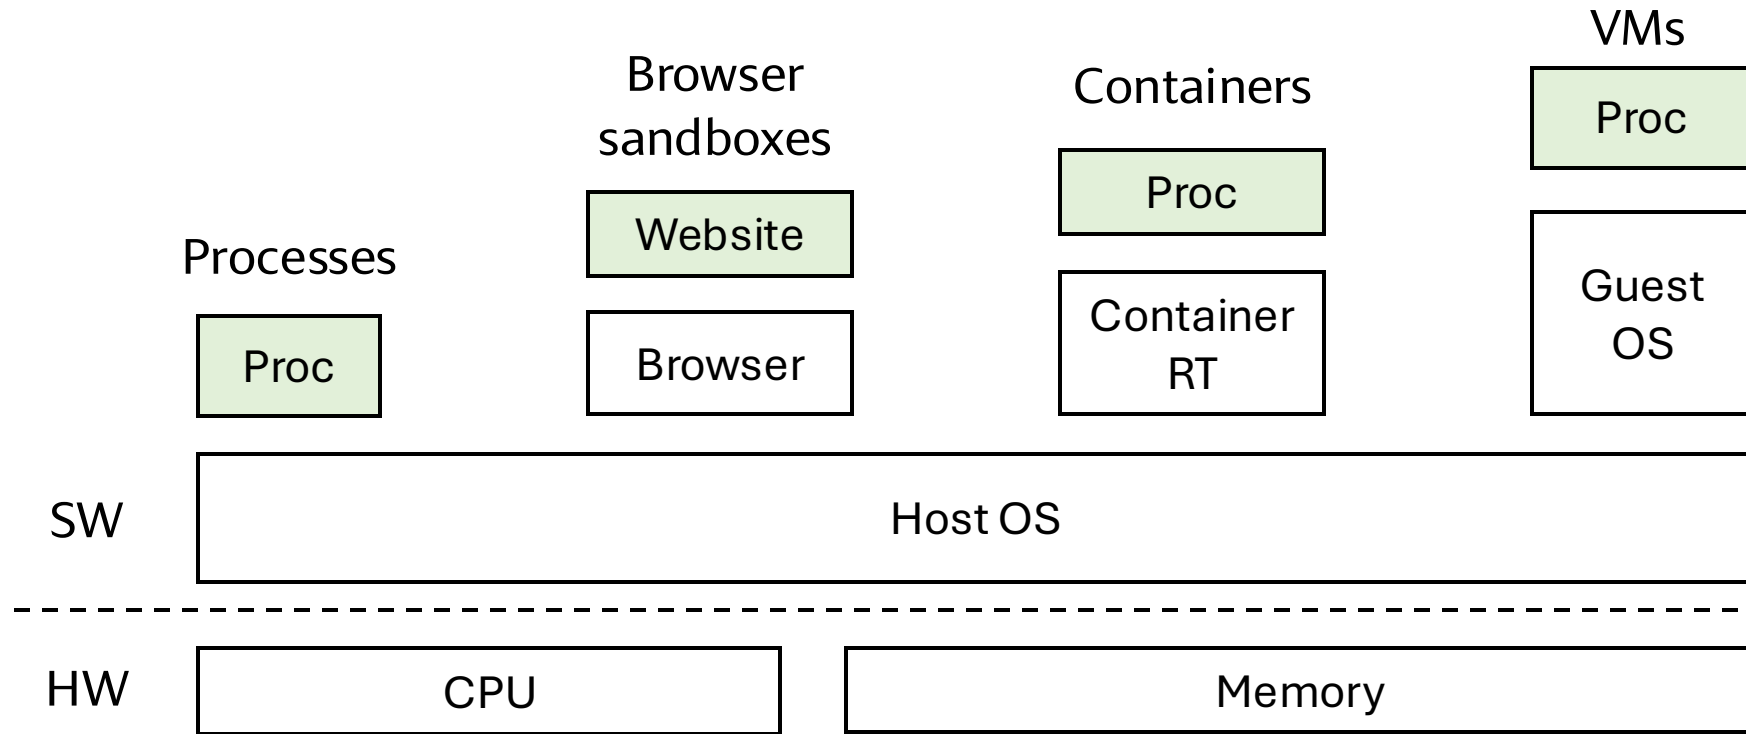 VMs
Browser
sandboxes
Containers
Proc
Proc
Website
Processes
Guest
OS
Container
RT
Browser
Proc
SW
Host OS
HW
CPU
Memory